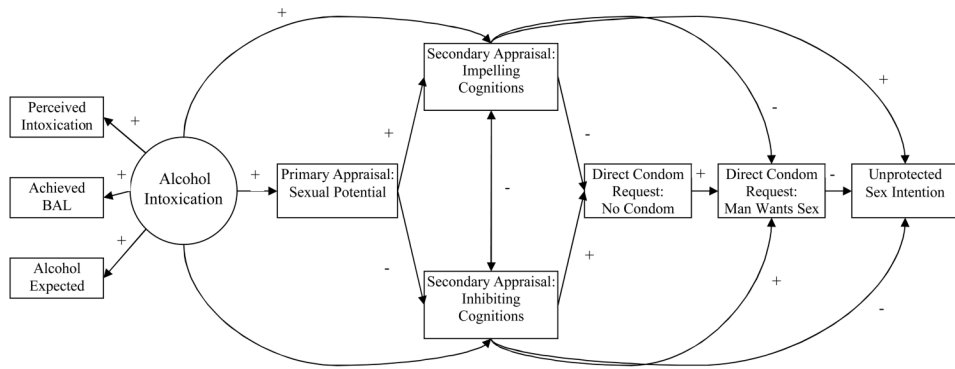 +
+
Secondary Appraisal:
Impelling
Cognitions
+
Perceived
Intoxication
+
+
-
-
Alcohol
Intoxication
+
Achieved
BAL
+
Primary Appraisal:
Sexual Potential
-
Direct Condom
Request:
No Condom
+
Direct Condom
Request:
Man Wants Sex
-
Unprotected
Sex Intention
+
Alcohol
Expected
-
+
Secondary Appraisal:
Inhibiting
Cognitions
+
-